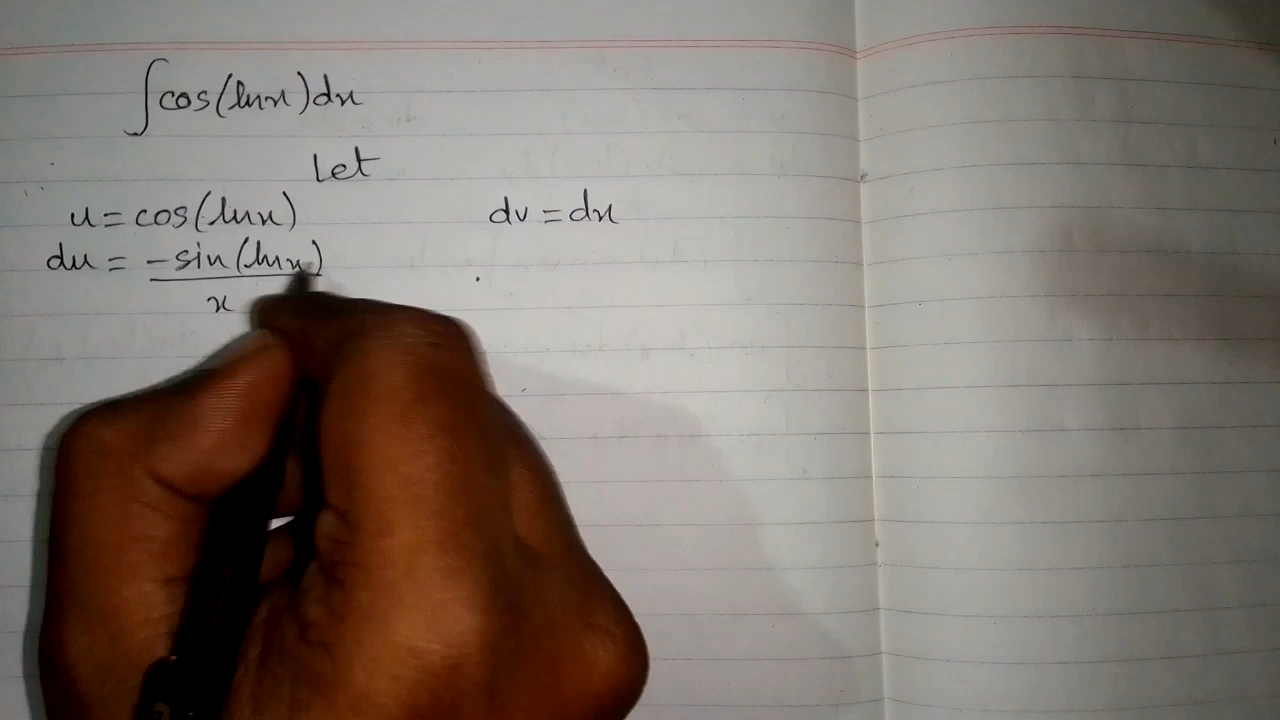 ∫cos(lnx)dx
Let
u = cos(lnx) dv = dx
du = -sin(lnx)
x